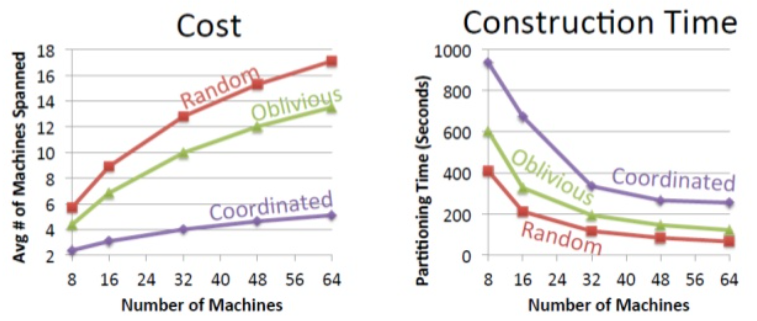 Cost
Avg # of Machines Spanned
18
16
14
12
10
8
6
4
2
Random
Oblivious
Coordinated
8 16 24 32 40 48 56 64
Number of Machines
Construction Time
Partitioning Time (Seconds)
1000
800
600
400
200
0
Oblivious
Coordinated
Random
8 16 24 32 40 48 56 64
Number of Machines